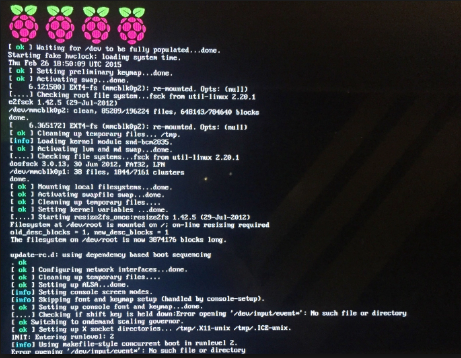 [ ok ] Waiting for /dev to be fully populated...done.
Starting fake hwclock: loading system time.
Thu Feb 26 18:50:09 UTC 2015
[ ok ] Setting preliminary keymap...done.
[ ok ] Activating swap...done.
[ 6.121580] EXT4-fs (mmcblk0p2): re-mounted. Opts: (null)
[....] Checking root file system...fsck from util-linux 2.20.1
e2fsck 1.42.5 (29-Jul-2012)
/dev/mmcblk0p2: clean, 85289/196224 files, 648143/784640 blocks
done.
[ 6.365172] EXT4-fs (mmcblk0p2): re-mounted. Opts: (null)
[ ok ] Cleaning up temporary files... /tmp.
[info] Loading kernel module snd-bcm2835.
[ ok ] Activating lvm and md swap...done.
[....] Checking file systems...fsck from util-linux 2.20.1
dosfsck 3.0.13, 30 Jun 2012, FAT32, LFN
/dev/mmcblk0p1: 38 files, 1844/7161 clusters
done.
[ ok ] Mounting local filesystems...done.
[ ok ] Activating swapfile swap...done.
[ ok ] Cleaning up temporary files....
[ ok ] Setting kernel variables ...done.
[....] Starting resize2fs_once:resize2fs 1.42.5 (29-Jul-2012)
Filesystem at /dev/root is mounted on /; on-line resizing required
old_desc_blocks = 1, new_desc_blocks = 1
The filesystem on /dev/root is now 3874176 blocks long.
update-rc.d: using dependency based boot sequencing
. ok
[ ok ] Configuring network interfaces...done.
[ ok ] Cleaning up temporary files....
[ ok ] Setting up ALSA...done.
[info] Setting console screen modes.
[info] Skipping font and keymap setup (handled by console-setup).
[ ok ] Setting up console font and keymap...done.
[....] Checking if shift key is held down:Error opening '/dev/input/event*': No such file or directory
. ok Switching to ondemand scaling governor.
[ ok ] Setting up X socket directories... /tmp/.X11-unix /tmp/.ICE-unix.
INIT: Entering runlevel: 2
[info] Using makefile-style concurrent boot in runlevel 2.
Error opening '/dev/input/event*': No such file or directory